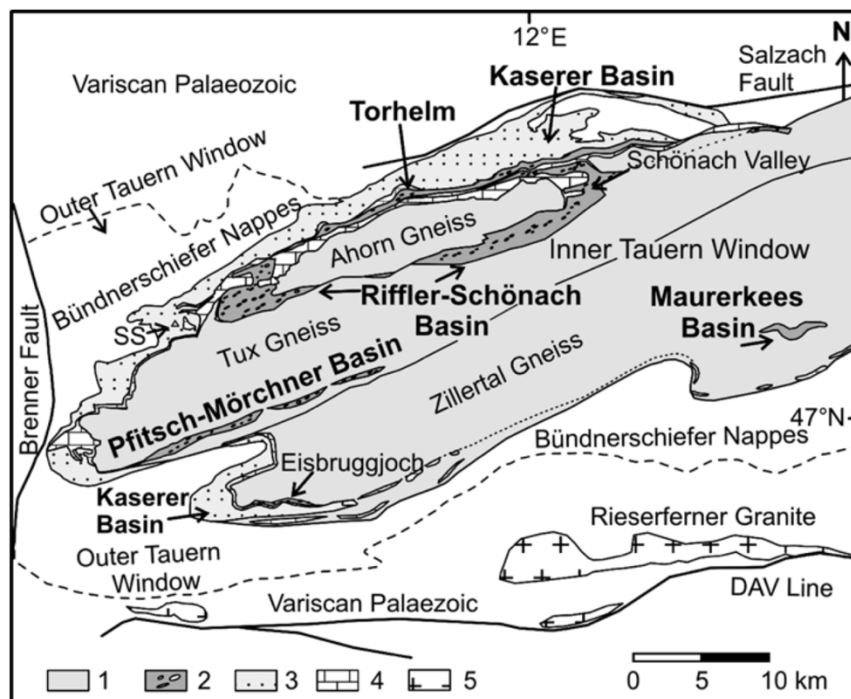 12°E
N
Salzach
Fault
Variscan Palaeozoic
Kaserer Basin
Torhelm
Schönach Valley
Outer Tauern Window
Ahorn Gneiss
Inner Tauern Window
Bündnerschiefer Nappes
Riffler-Schönach
Basin
Maurerkees
Basin
SS
Tux Gneiss
Brenner Fault
Pfitsch-Mörchner Basin
Zillertal Gneiss
47°N
Bündnerschiefer Nappes
Eisbruggjoch
Kaserer
Basin
Rieserferner Granite
Outer Tauern
Window
DAV Line
Variscan Palaezoic
1 2 3 4 5
0 5 10 km